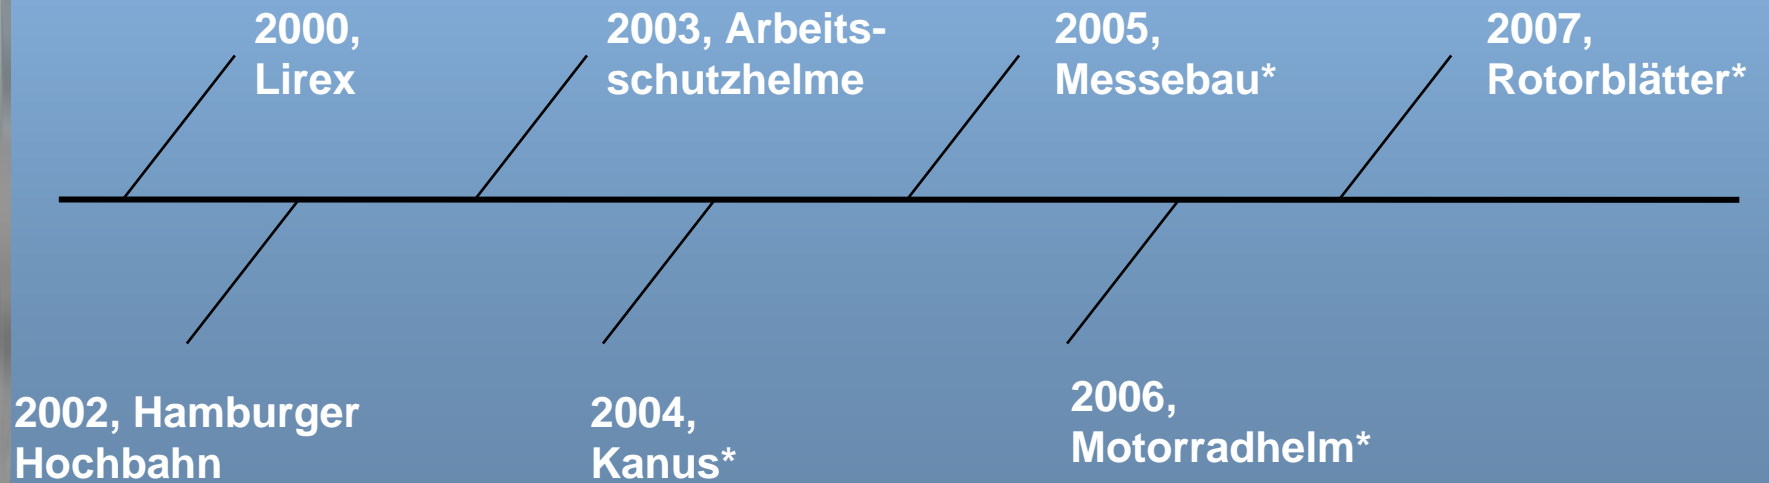 2000,
Lirex
2003, Arbeits-
schutzhelme
2005,
Messebau*
2007,
Rotorblätter*
2002, Hamburger
Hochbahn
2004,
Kanus*
2006,
Motorradhelm*